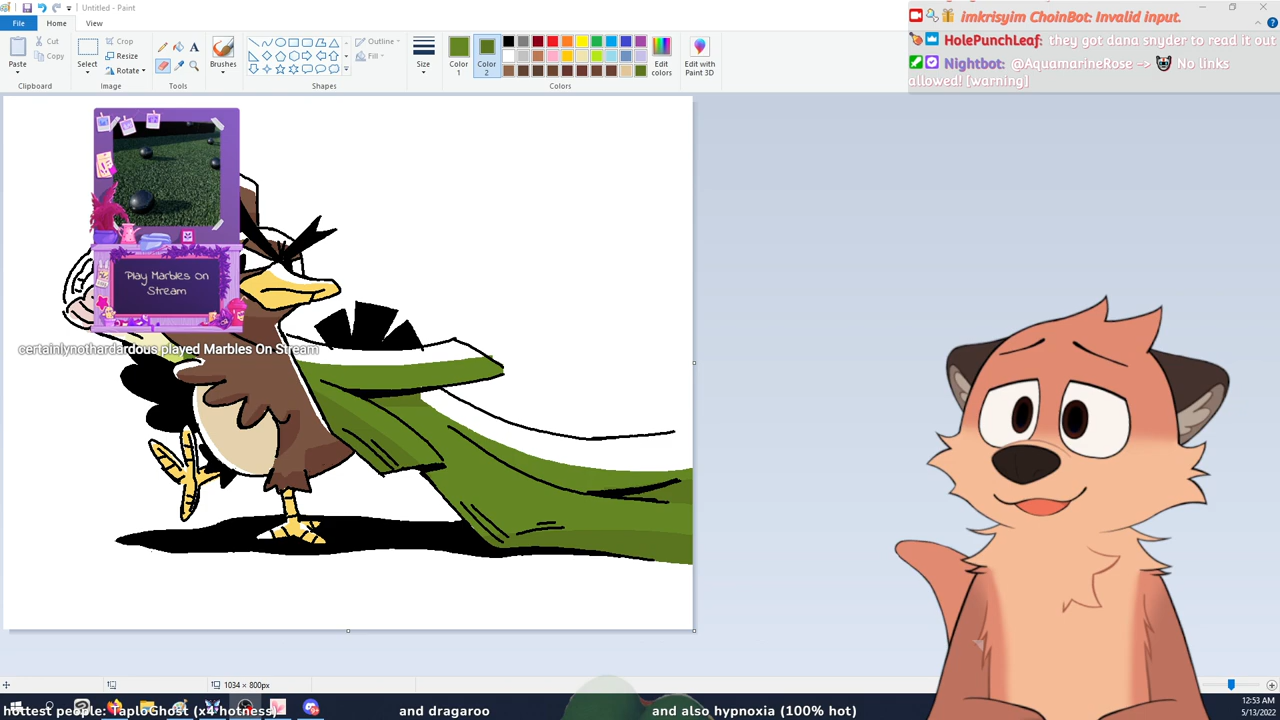 Untitled - Paint
File
Home
View
Paste
Cut
Copy
Clipboard
Select
Crop
Resize
Rotate
Image
Tools
Brushes
Shapes
Outline
Fill
Size
Color 1
Color 2
Edit colors
Colors
Edit with Paint 3D
imkrisyim ChoinBot: Invalid input.
HolePunchLeaf: they got dana snyder to put it out
Nightbot: @AquamarineRose -> No links
allowed! [warning]
Play Marbles on
Stream
certainlynothardardous played Marbles On Stream
1034 × 800px
hottest people: TaploGhost (x4 hotness)
and dragaroo
and also hypnoxia (100% hot)
12:53 AM
5/13/2022